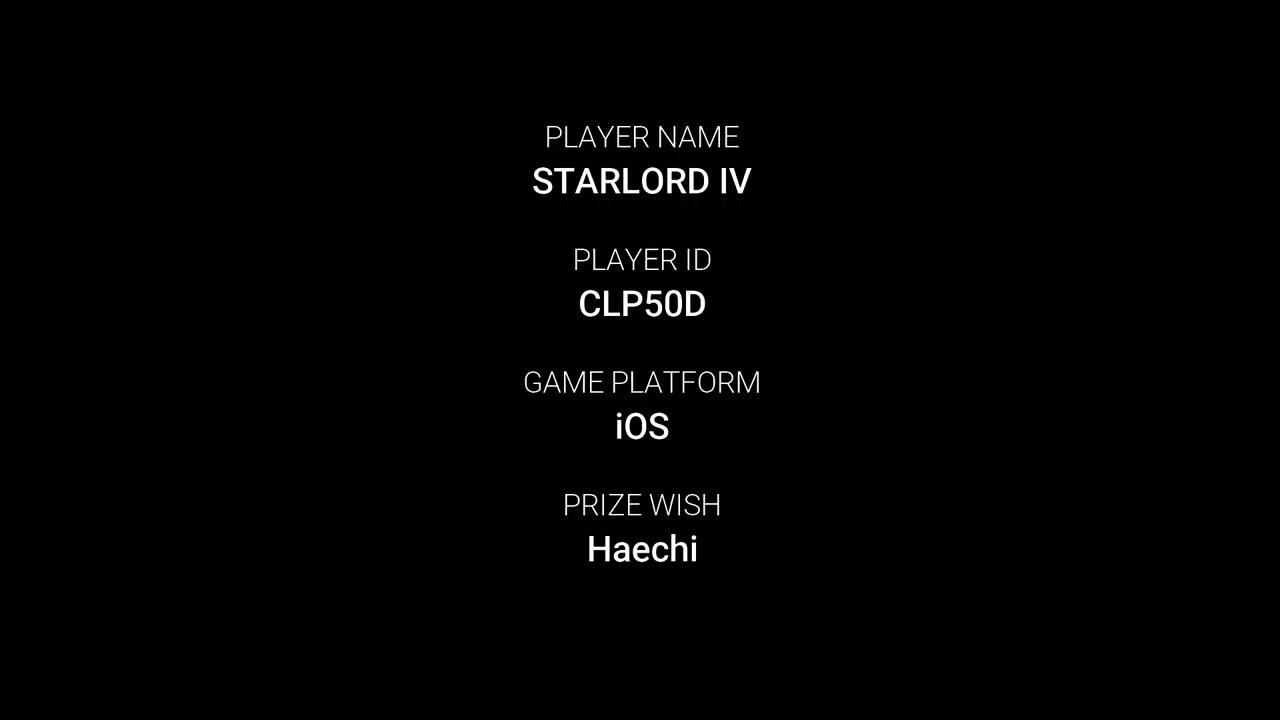 PLAYER NAME
STARLORD IV
PLAYER ID
CLP50D
GAME PLATFORM
iOS
PRIZE WISH
Haechi